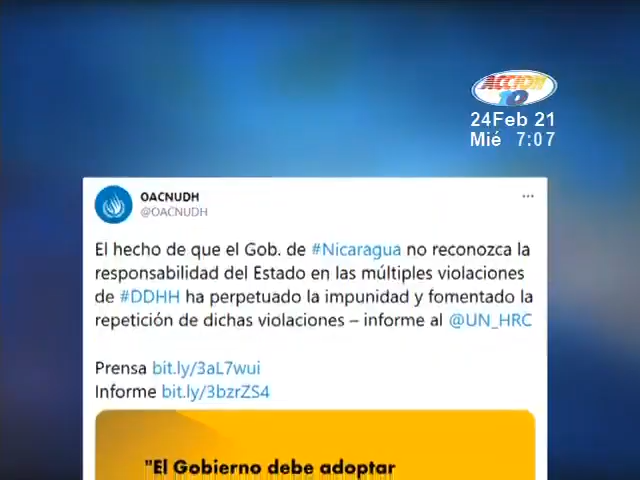 ACCION
10
24Feb 21
Mié 7:07
OACNUDH
@OACNUDH
El hecho de que el Gob. de #Nicaragua no reconozca la
responsabilidad del Estado en las múltiples violaciones
de #DDHH ha perpetuado la impunidad y fomentado la
repetición de dichas violaciones – informe al @UN_HRC
Prensa bit.ly/3aL7wui
Informe bit.ly/3bzrZS4
"El Gobierno debe adoptar